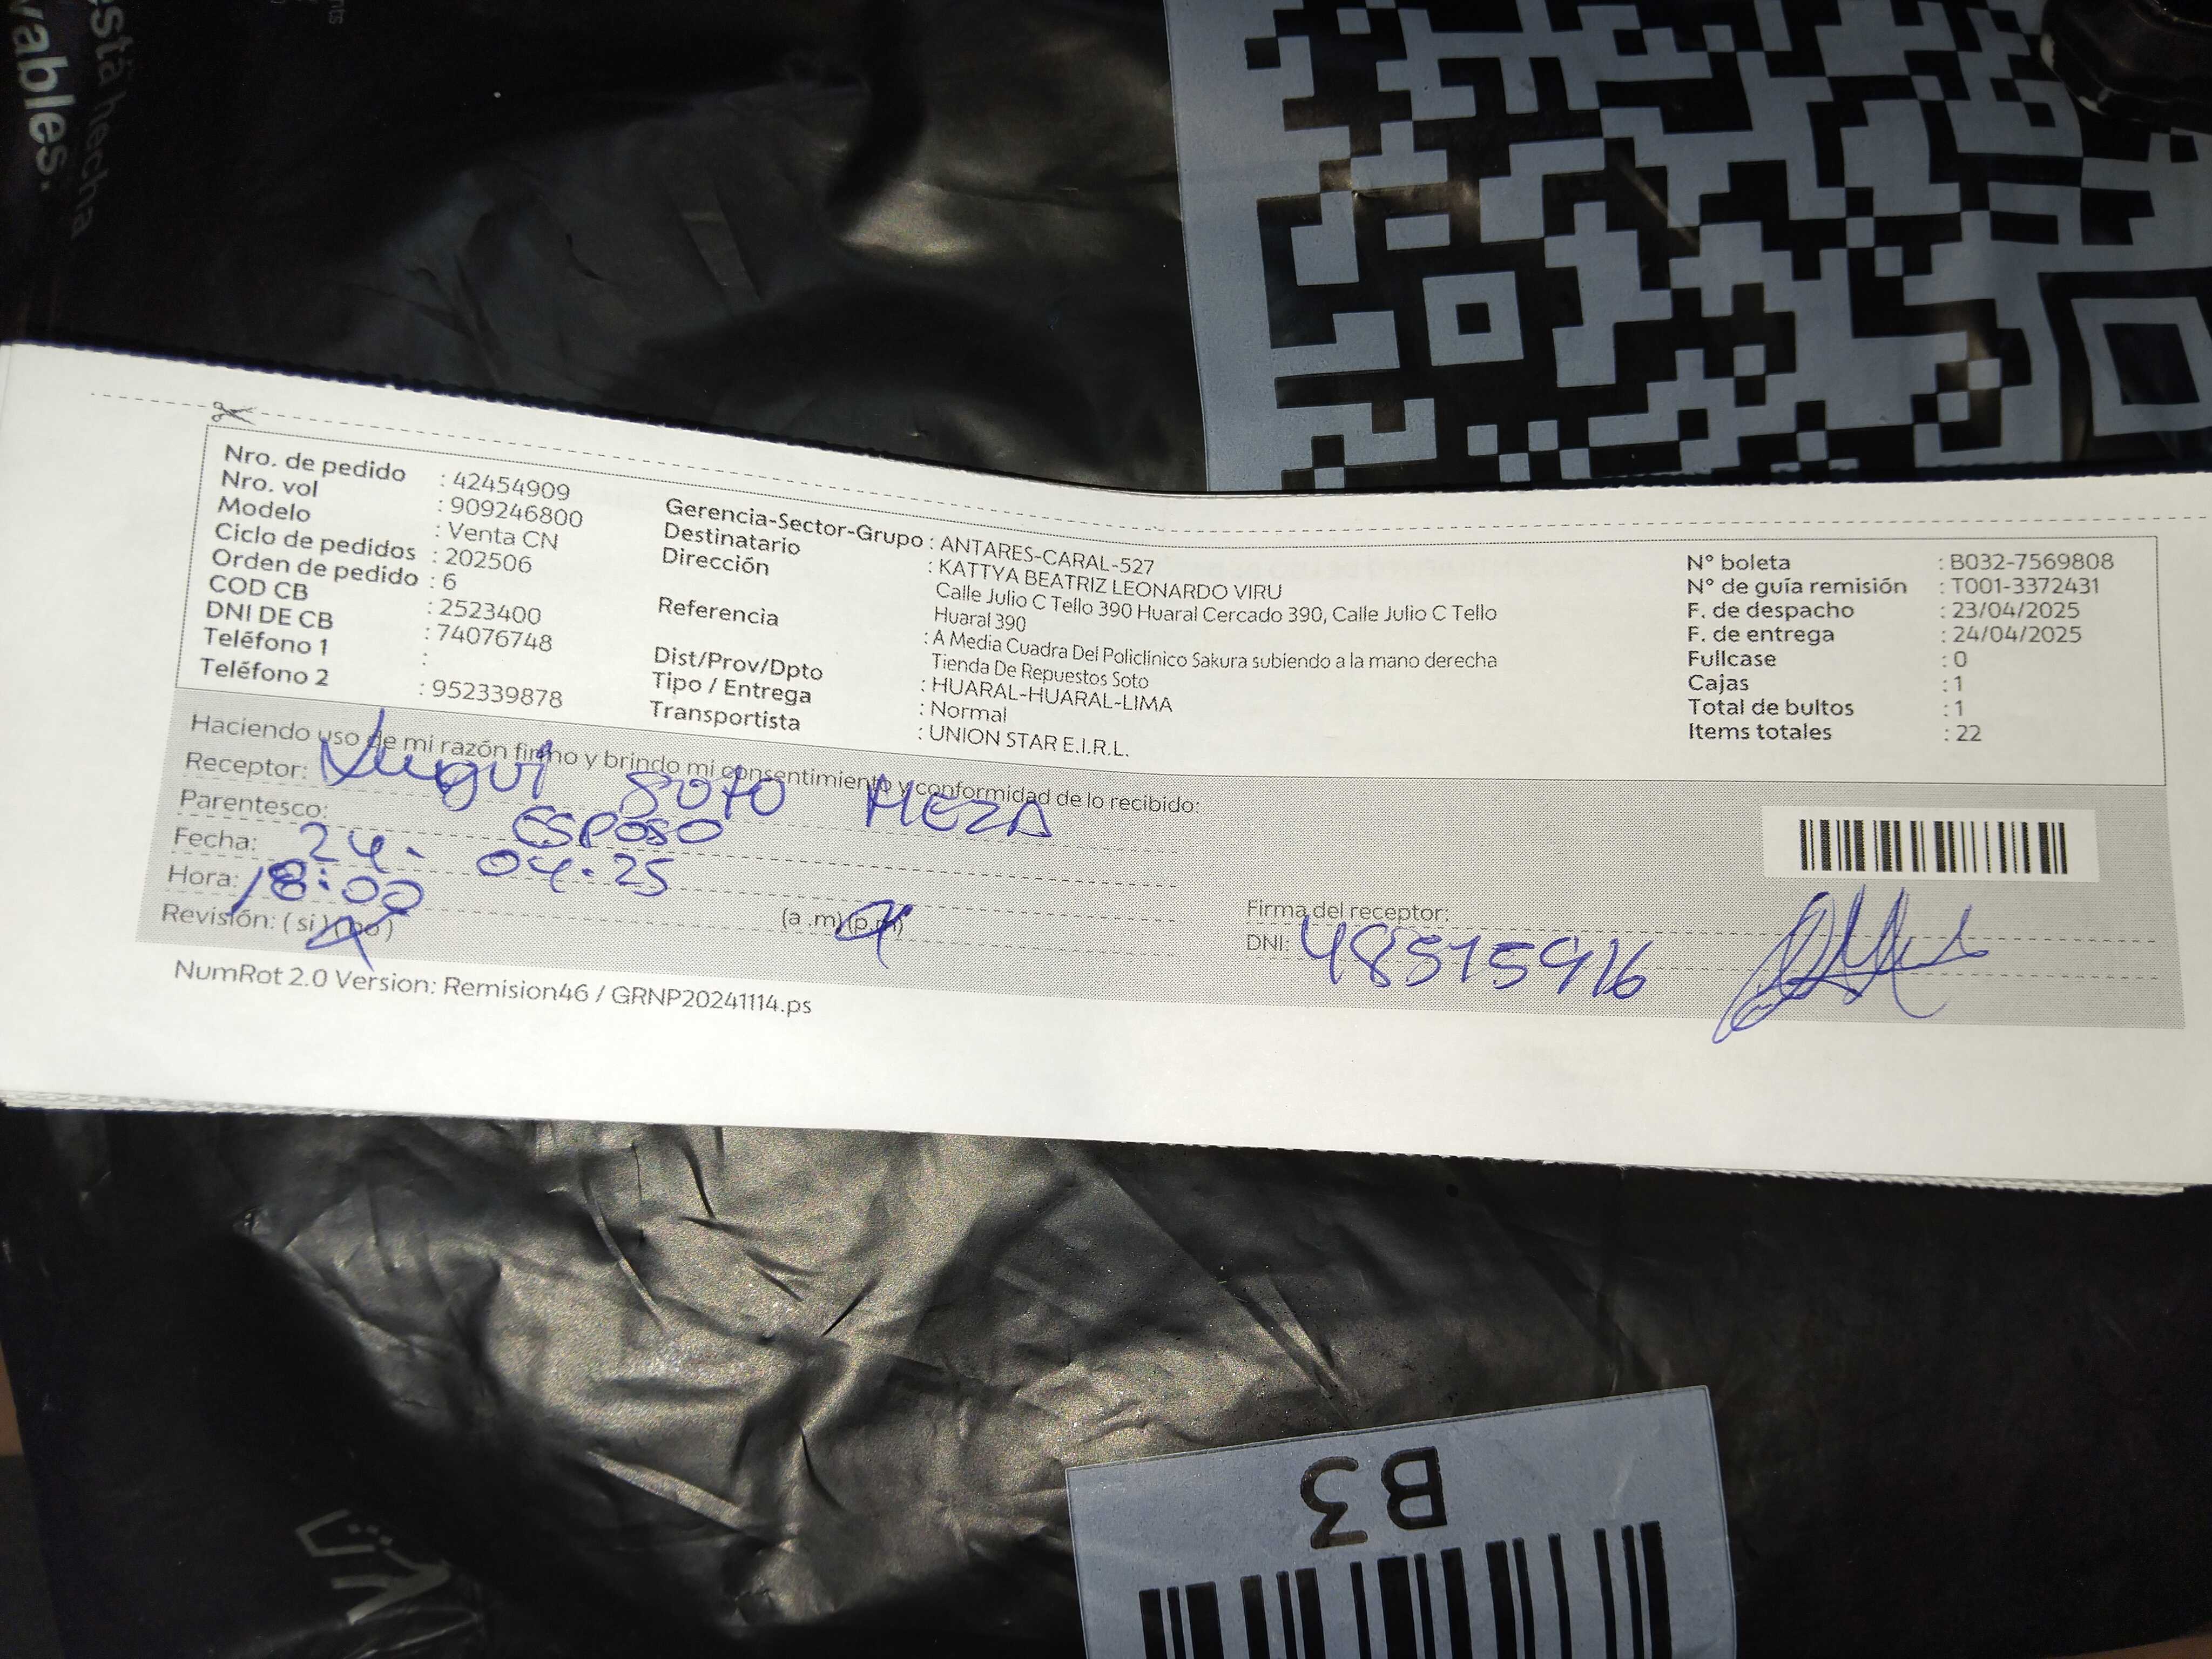 está hecha
vables.
nts
Nro. de pedido : 42454909
Nro. vol : 909246800
Modelo : Venta CN
Ciclo de pedidos : 202506
Orden de pedido : 6
COD CB : 2523400
DNI DE CB : 74076748
Teléfono 1 :
Teléfono 2 : 952339878
Gerencia-Sector-Grupo : ANTARES-CARAL-527
Destinatario : KATTYA BEATRIZ LEONARDO VIRU
Dirección Calle Julio C Tello 390 Huaral Cercado 390, Calle Julio C Tello
Huaral 390
Referencia : A Media Cuadra Del Policlinico Sakura subiendo a la mano derecha
Tienda De Repuestos Soto
Dist/Prov/Dpto : HUARAL-HUARAL-LIMA
Tipo / Entrega : Normal
Transportista : UNION STAR E.I.R.L.
N° boleta : B032-7569808
N° de guía remisión : T001-3372431
F. de despacho : 23/04/2025
F. de entrega : 24/04/2025
Fullcase : 0
Cajas : 1
Total de bultos : 1
Items totales : 22
Haciendo uso de mi razón firmo y brindo mi consentimiento y conformidad de lo recibido:
Receptor: SOTO MEZA
Parentesco: ESPOSO
Fecha: 24. 04.25
Hora: 18:00 (a .m) (p.m)
Revisión: ( si ) ( no )
Firma del receptor:
DNI: 48515916
NumRot 2.0 Version: Remision46 / GRNP20241114.ps
B3